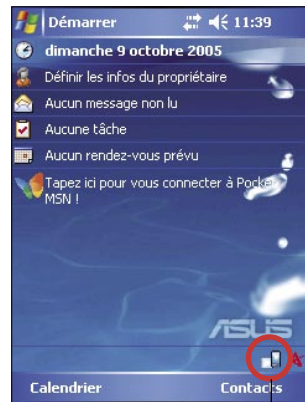 Démarrer 11:39
dimanche 9 octobre 2005
Définir les infos du propriétaire
Aucun message non lu
Aucune tâche
Aucun rendez-vous prévu
Tapez ici pour vous connecter à Pocket
MSN !
ASUS
A
Calendrier Contacts